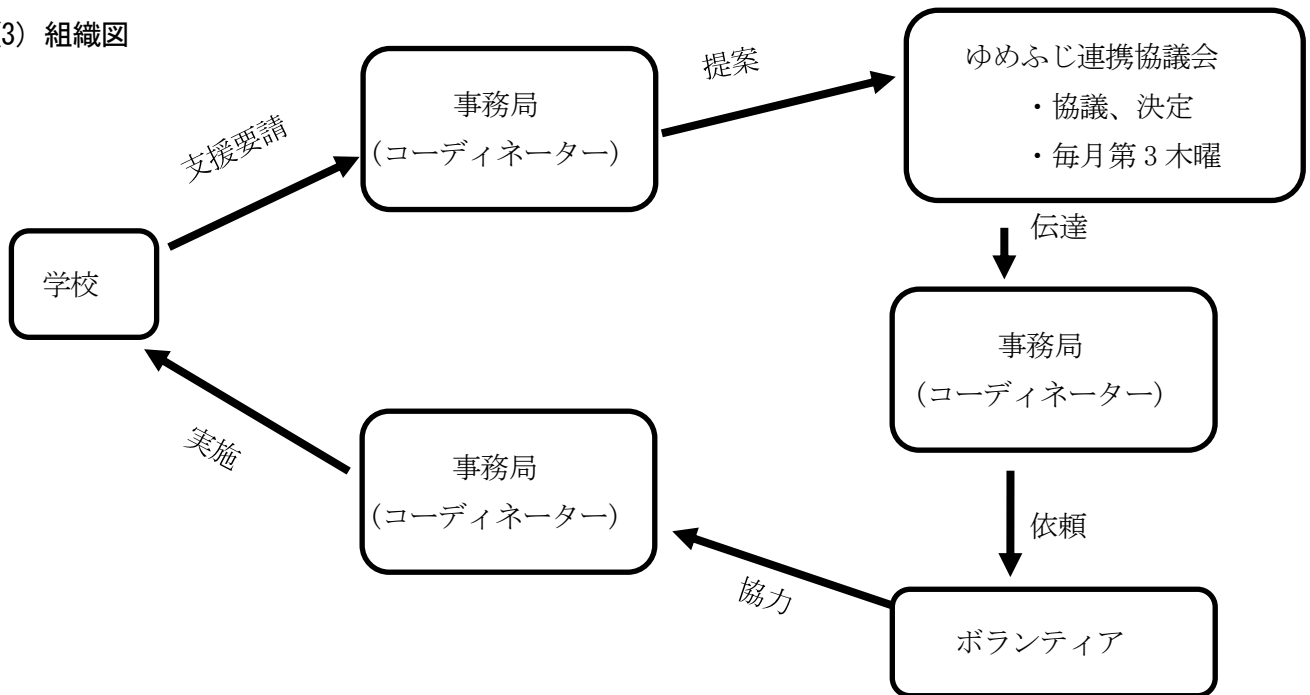 (3) 組織図
支援要請
事務局
(コーディネーター)
提案
ゆめふじ連携協議会
・協議、決定
・毎月第3木曜
伝達
学校
事務局
(コーディネーター)
実施
事務局
(コーディネーター)
依頼
協力
ボランティア